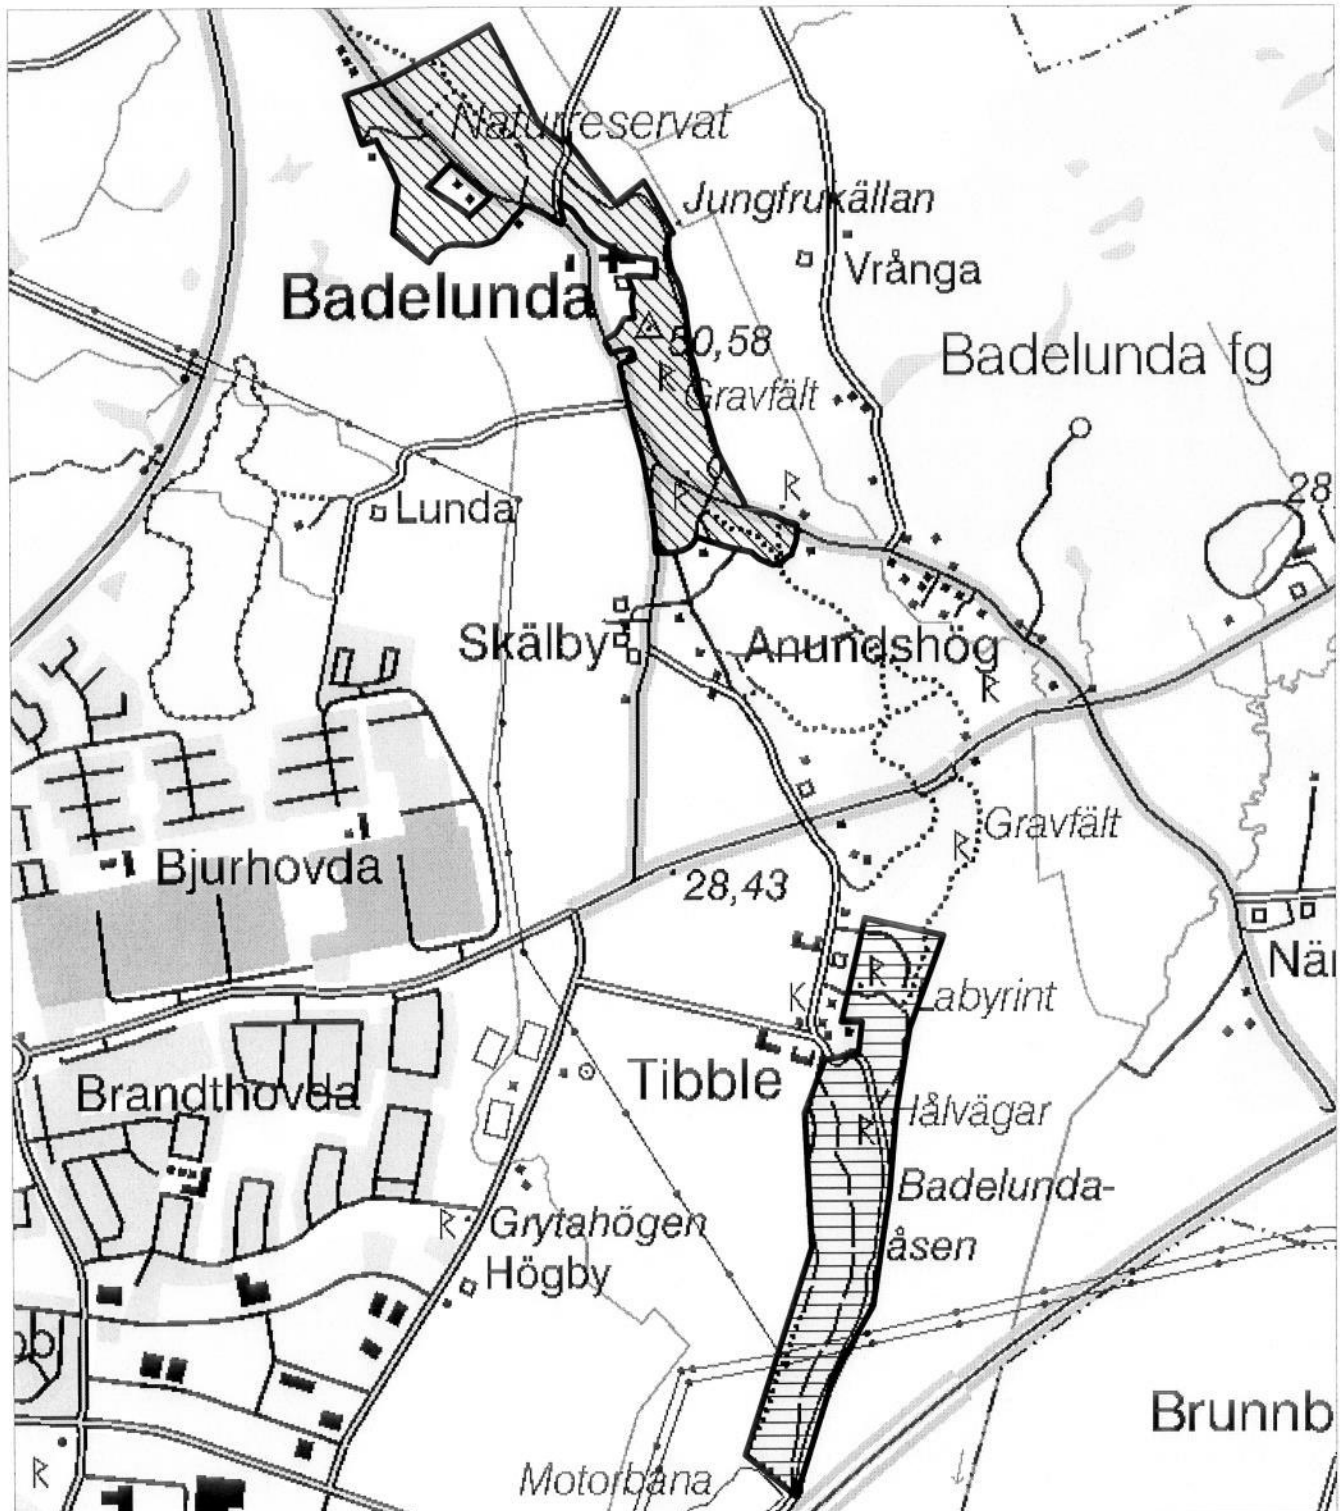 Naturreservat
Jungfrukällan
Vrånga
Badelunda
50,58
Gravfält
Badelunda fg
28
Lunda
Skälby
Anundshög
Gravfält
Bjurhovda
28,43
När
Labyrint
K
Tibble
Brandthovda
Hålvägar
Badelunda-
åsen
Grytahögen
Högby
Brunnb
Motorbana